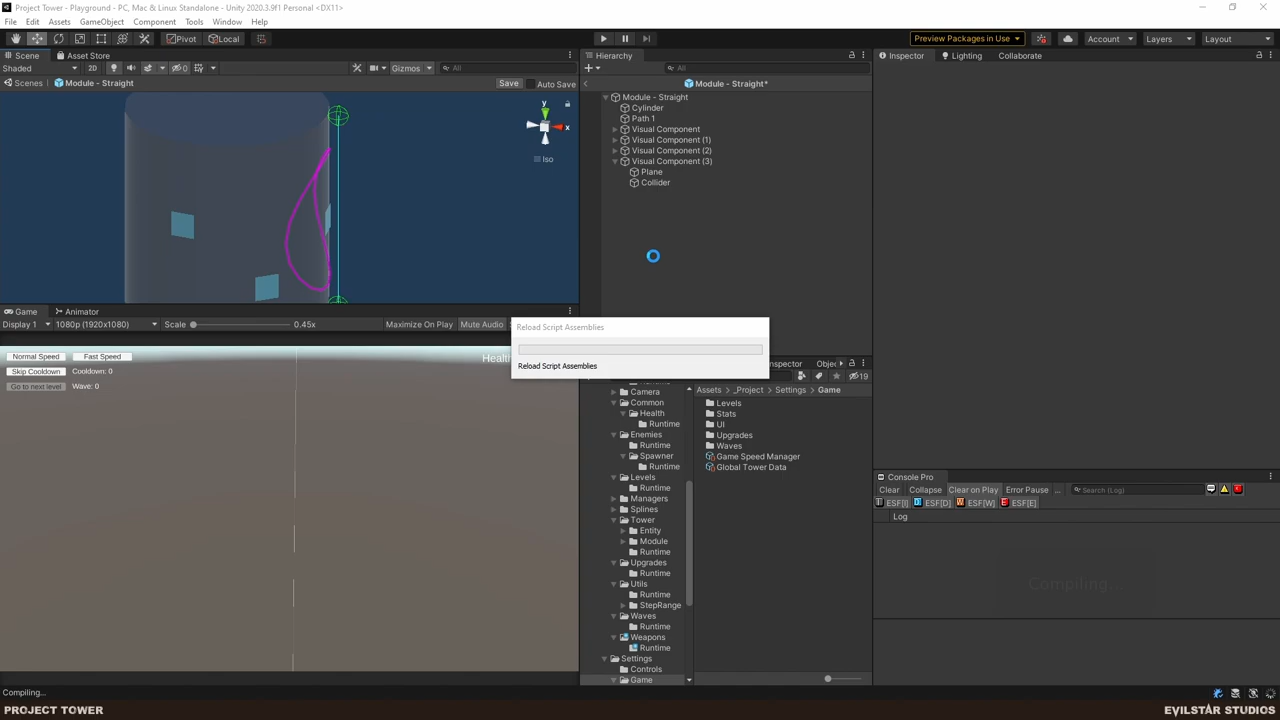 Project Tower - Playground - PC, Mac & Linux Standalone - Unity 2020.3.9f1 Personal <DX11>
File Edit Assets GameObject Component Tools Window Help
Pivot Local
Preview Packages in Use
Account
Layers
Layout
Scene Asset Store
Shaded 2D 0 Gizmos All
Scenes Module - Straight Save Auto Save
y
x
Iso
Hierarchy
All
Module - Straight*
Module - Straight
Cylinder
Path 1
Visual Component
Visual Component (1)
Visual Component (2)
Visual Component (3)
Plane
Collider
Inspector Lighting Collaborate
Game Animator
Display 1 1080p (1920x1080) Scale 0.45x Maximize On Play Mute Audio
Normal Speed Fast Speed
Skip Cooldown Cooldown: 0
Go to next level Wave: 0
Reload Script Assemblies
Reload Script Assemblies
19
Camera
Common
Health
Runtime
Enemies
Runtime
Spawner
Runtime
Levels
Runtime
Managers
Splines
Tower
Entity
Module
Runtime
Upgrades
Runtime
Utils
Runtime
StepRange
Waves
Runtime
Weapons
Runtime
Settings
Controls
Game
Assets _Project Settings Game
Levels
Stats
UI
Upgrades
Waves
Game Speed Manager
Global Tower Data
Console Pro
Clear Collapse Clear on Play Error Pause ... Search (Log)
ESF[I] ESF[D] ESF[W] ESF[E]
Log
Compiling...
Compiling...
PROJECT TOWER
EVILSTAR STUDIOS